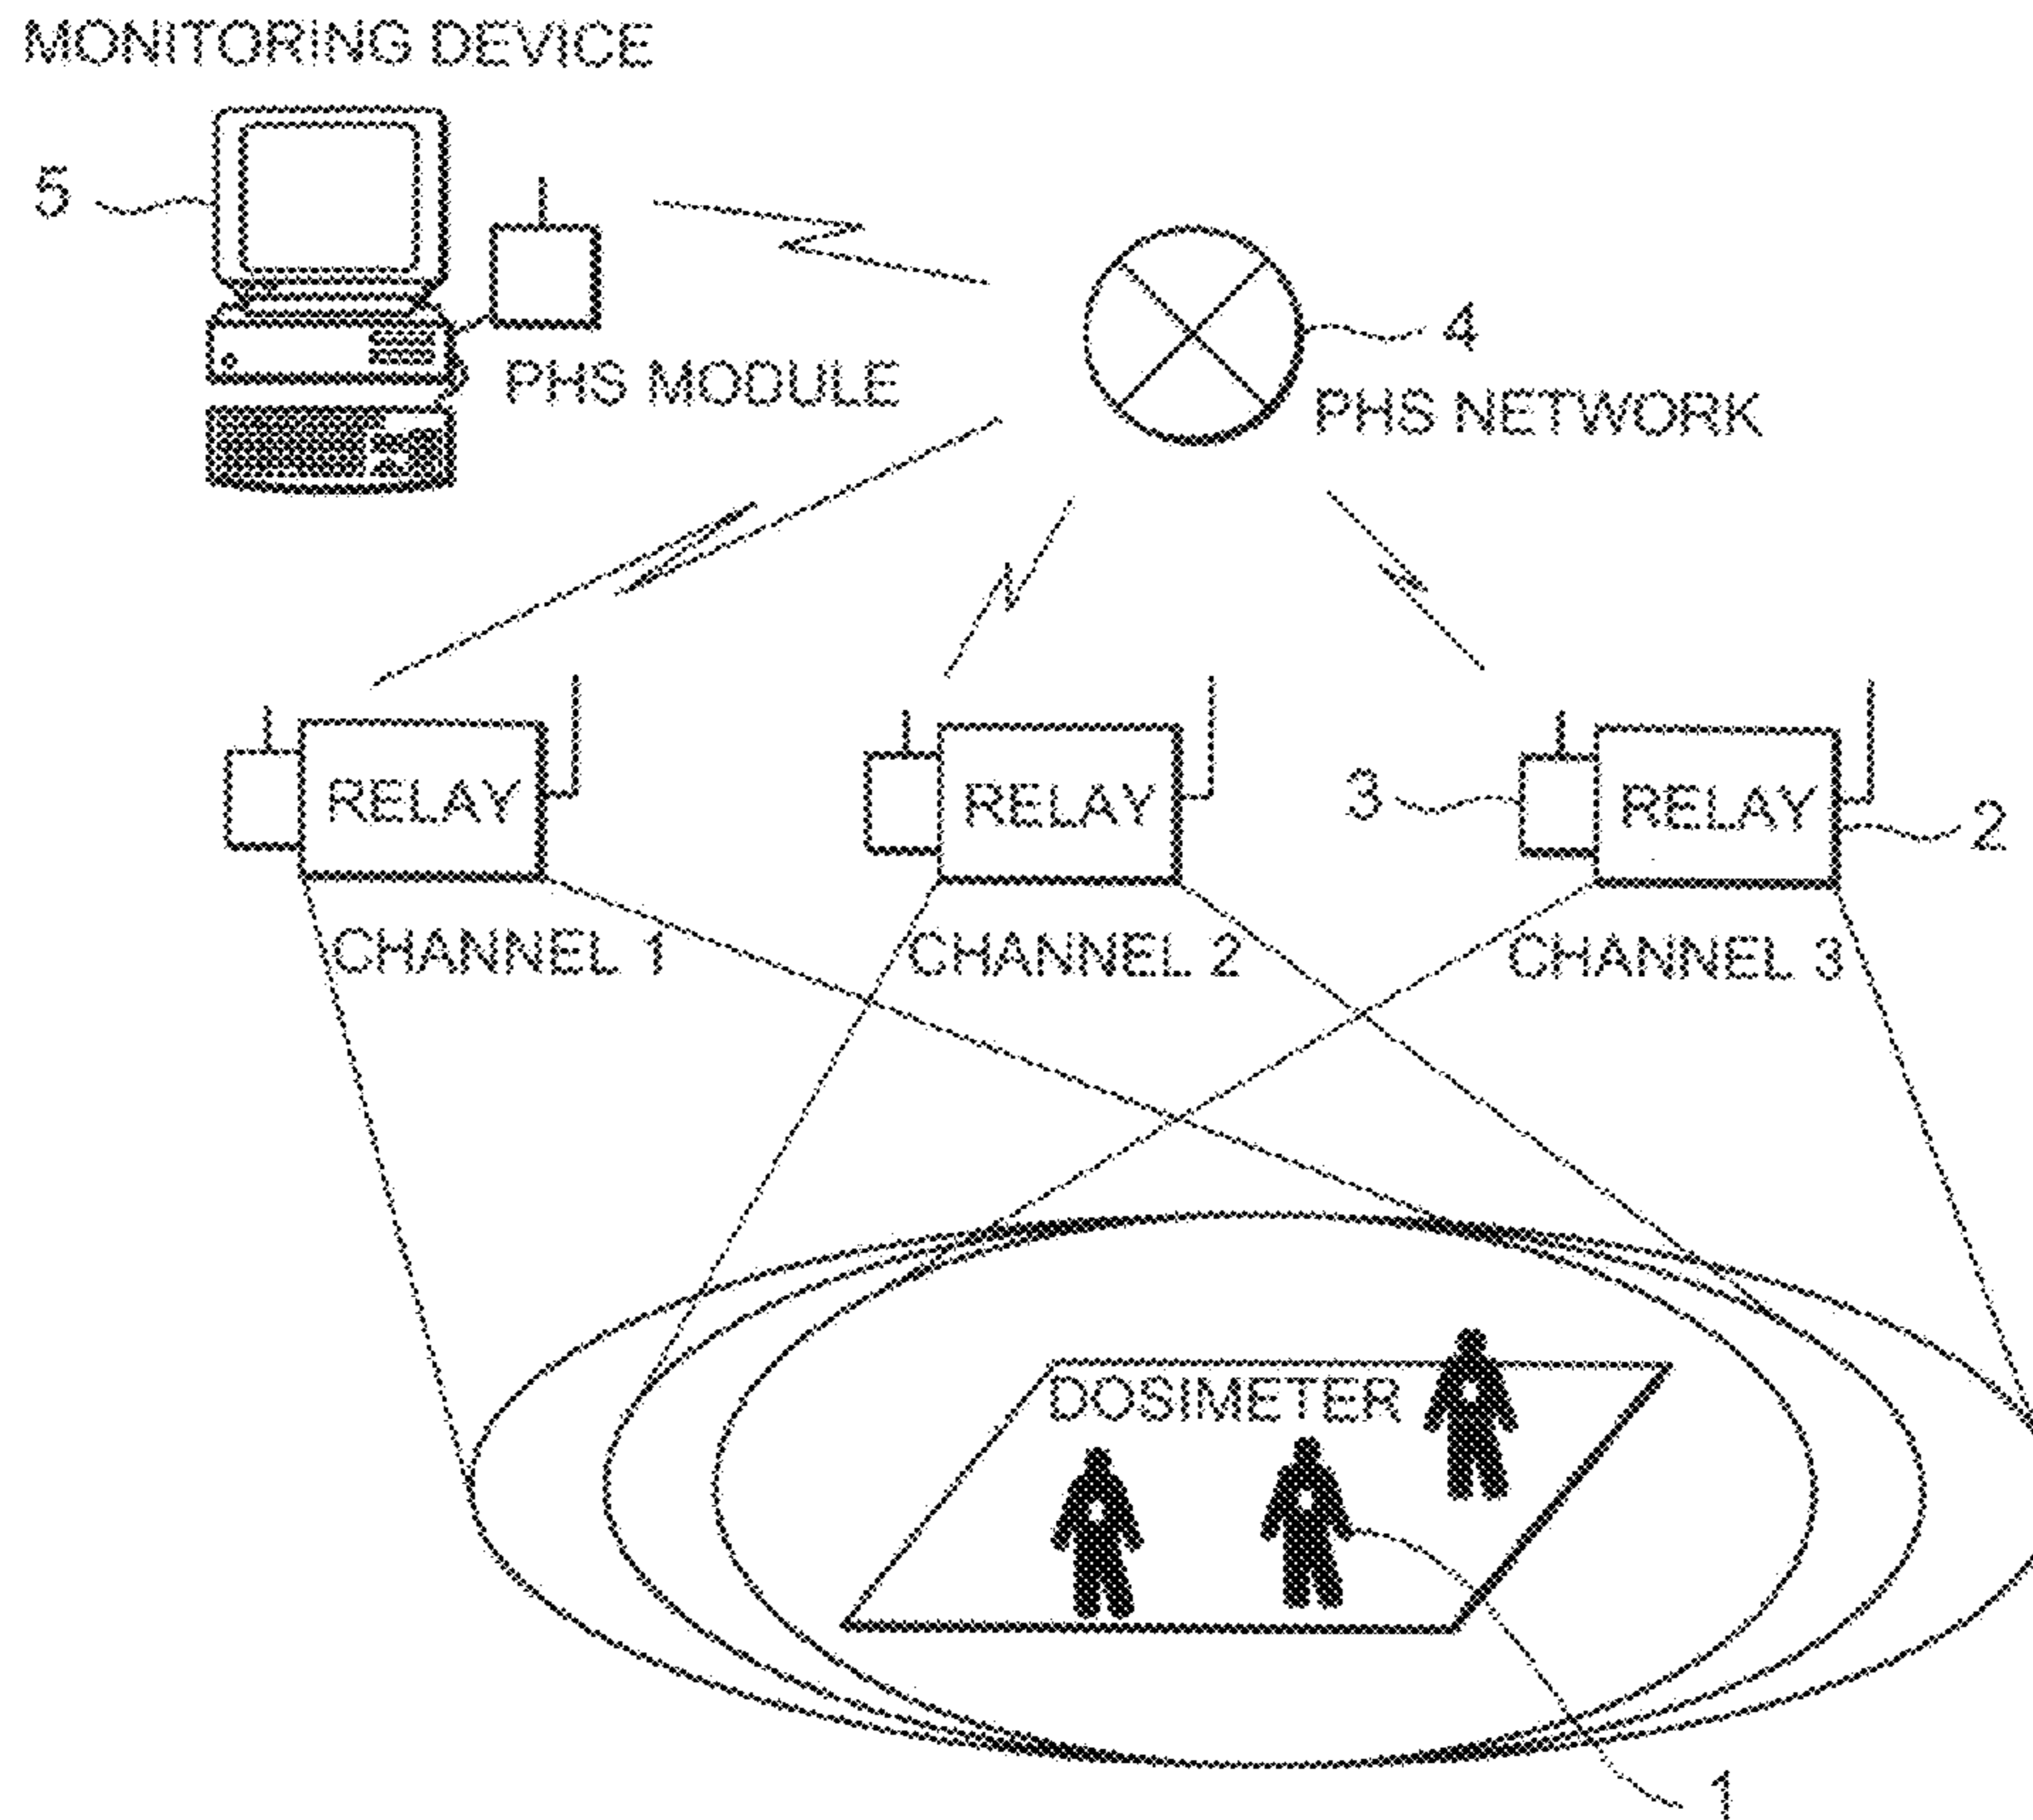 MONITORING DEVICE
5
4
PHS MODULE
PHS NETWORK
RELAY
RELAY
3
RELAY
2
CHANNEL 1
CHANNEL 2
CHANNEL 3
DOSIMETER
1